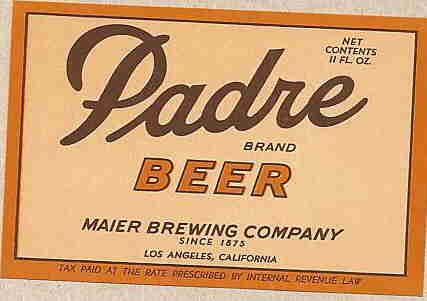 Padre
NET
CONTENTS
11 FL. OZ.
BRAND
BEER
MAIER BREWING COMPANY
SINCE 1875
LOS ANGELES, CALIFORNIA
TAX PAID AT THE RATE PRESCRIBED BY INTERNAL REVENUE LAW